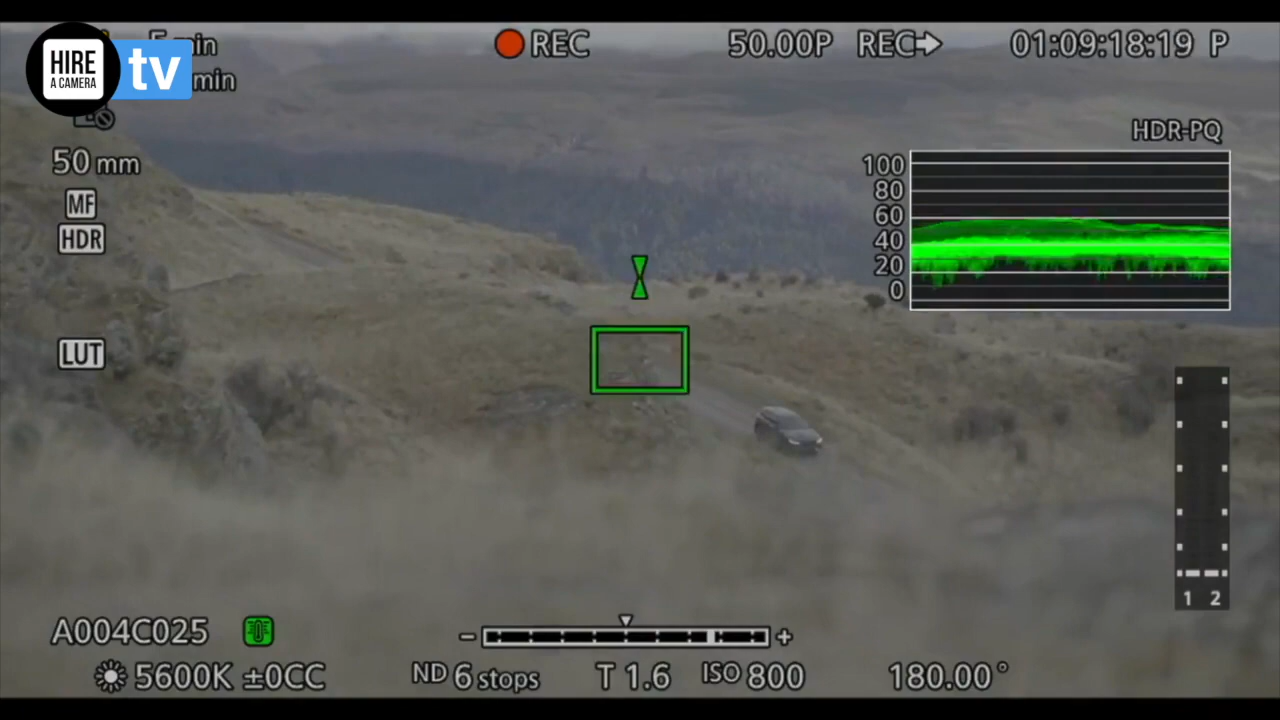 HIRE
A CAMERA
tv
min
min
REC
50.00P
REC
01:09:18:19 P
HDR-PQ
50 mm
MF
HDR
LUT
100
80
60
40
20
0
1 2
A004C025
- +
5600K ±0CC
ND 6 stops
T 1.6
ISO 800
180.00°